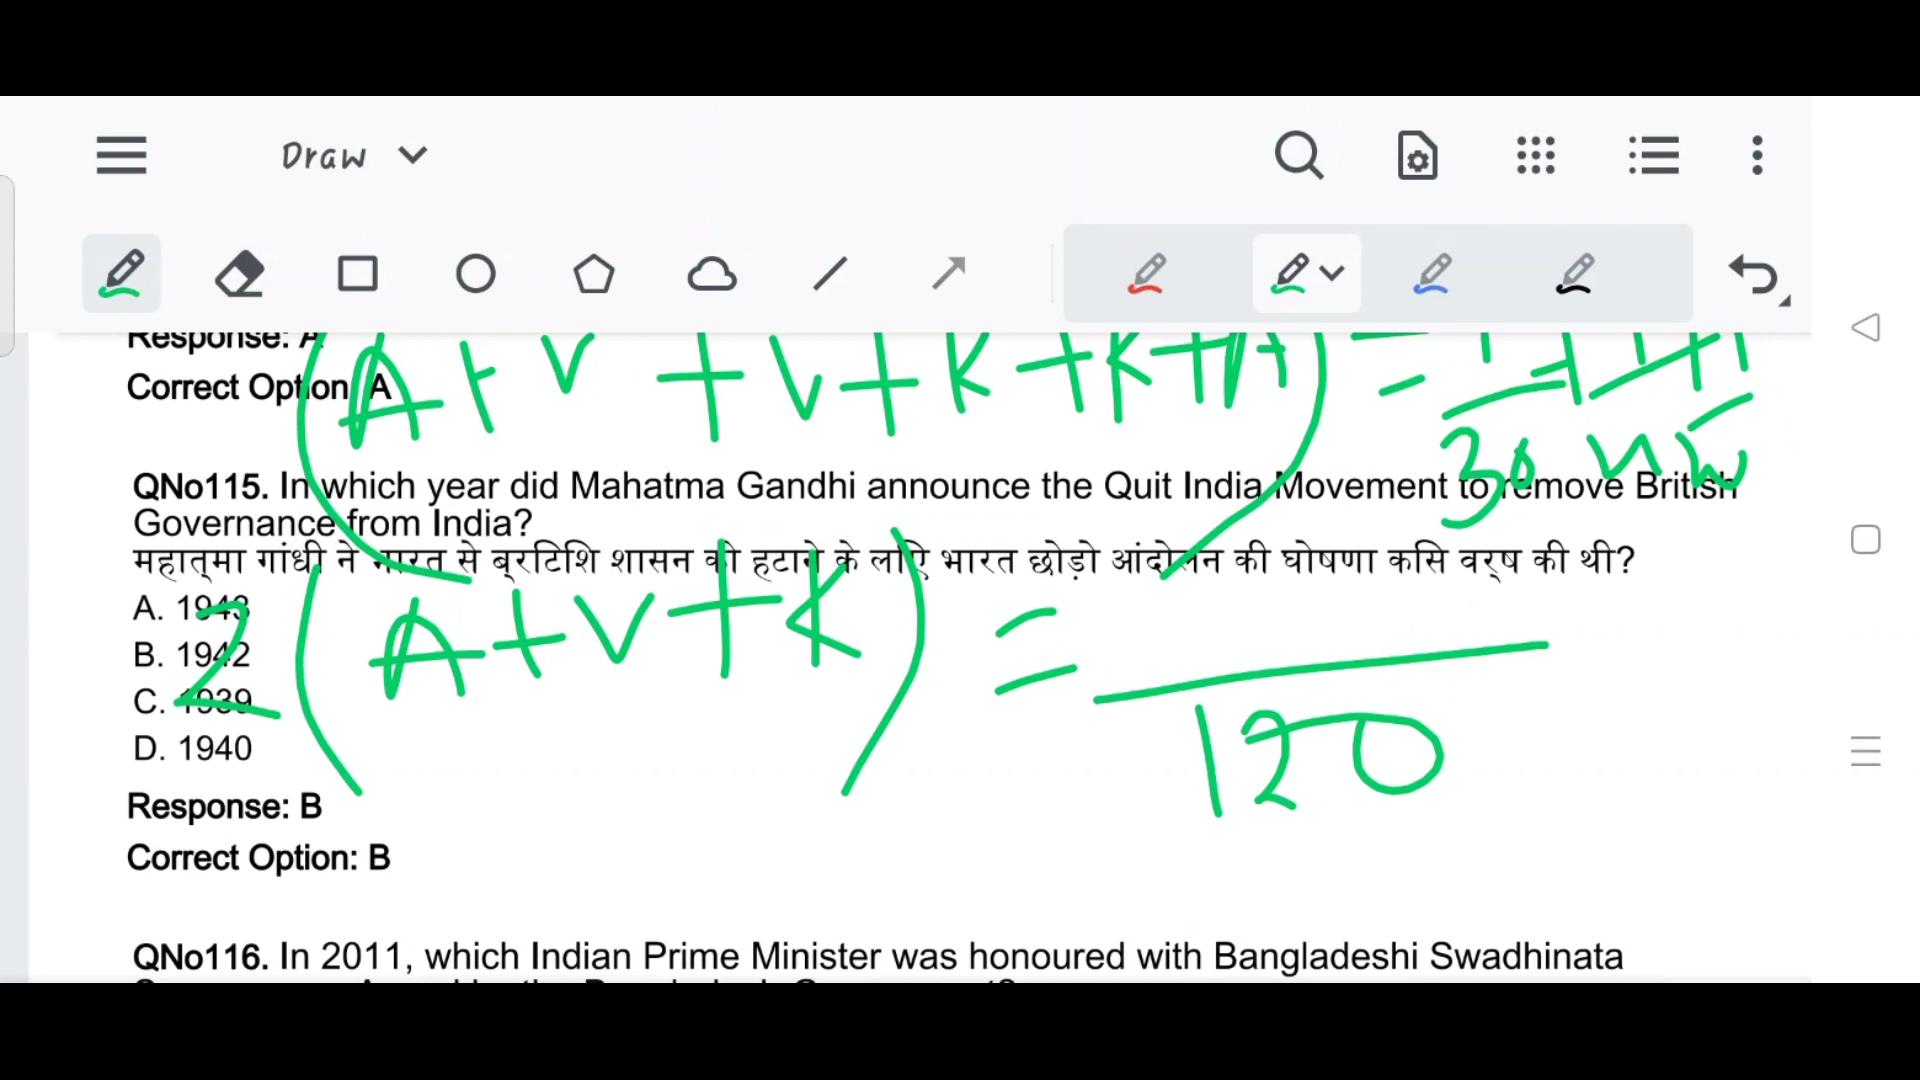 Draw
Response: A
Correct Option: A
(A+V+V+K+K+A) =
30
QNo115. In which year did Mahatma Gandhi announce the Quit India Movement to remove British
Governance from India?
महात्मा गांधी ने भारत से ब्रिटिश शासन को हटाने के लिए भारत छोड़ो आंदोलन की घोषणा किस वर्ष की थी?
A. 1943
B. 1942
C. 1939
D. 1940
2(A+V+K) =
120
Response: B
Correct Option: B
QNo116. In 2011, which Indian Prime Minister was honoured with Bangladeshi Swadhinata